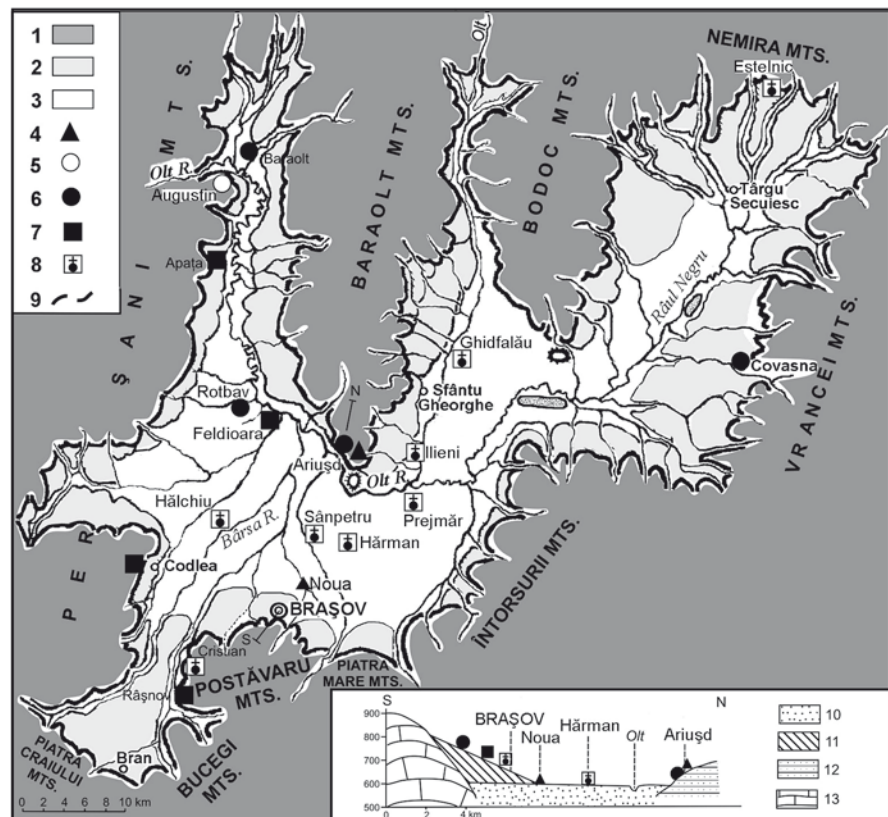 1
2
3
4
5
6
7
8
9
NEMIRA MTS.
Estelnic
Olt
MTS.
Baraolt
Olt R.
Augustin
BARAOLT MTS.
BODOC MTS.
Târgu
Secuiesc
Apața
Râul Negru
PERȘANI
Ghidfalău
Covasna
Rotbav
N
Sfântu
Gheorghe
VRANCEI MTS.
Feldioara
Ilieni
Ariușd
Olt R.
Hălchiu
Bârsa R.
Sânpetru
Prejmăr
Hărman
Codlea
Noua
ÎNTORSURII MTS.
BRAȘOV
S
Cristian
POSTĂVARU
MTS.
PIATRA
MARE MTS.
Râșnov
BUCEGI
MTS.
PIATRA
CRAIULUI
MTS.
Bran
0 2 4 6 8 10 km
S
N
900
800
700
600
500
BRAȘOV
Noua
Hărman
Olt
Ariușd
0 2 4 km
10
11
12
13